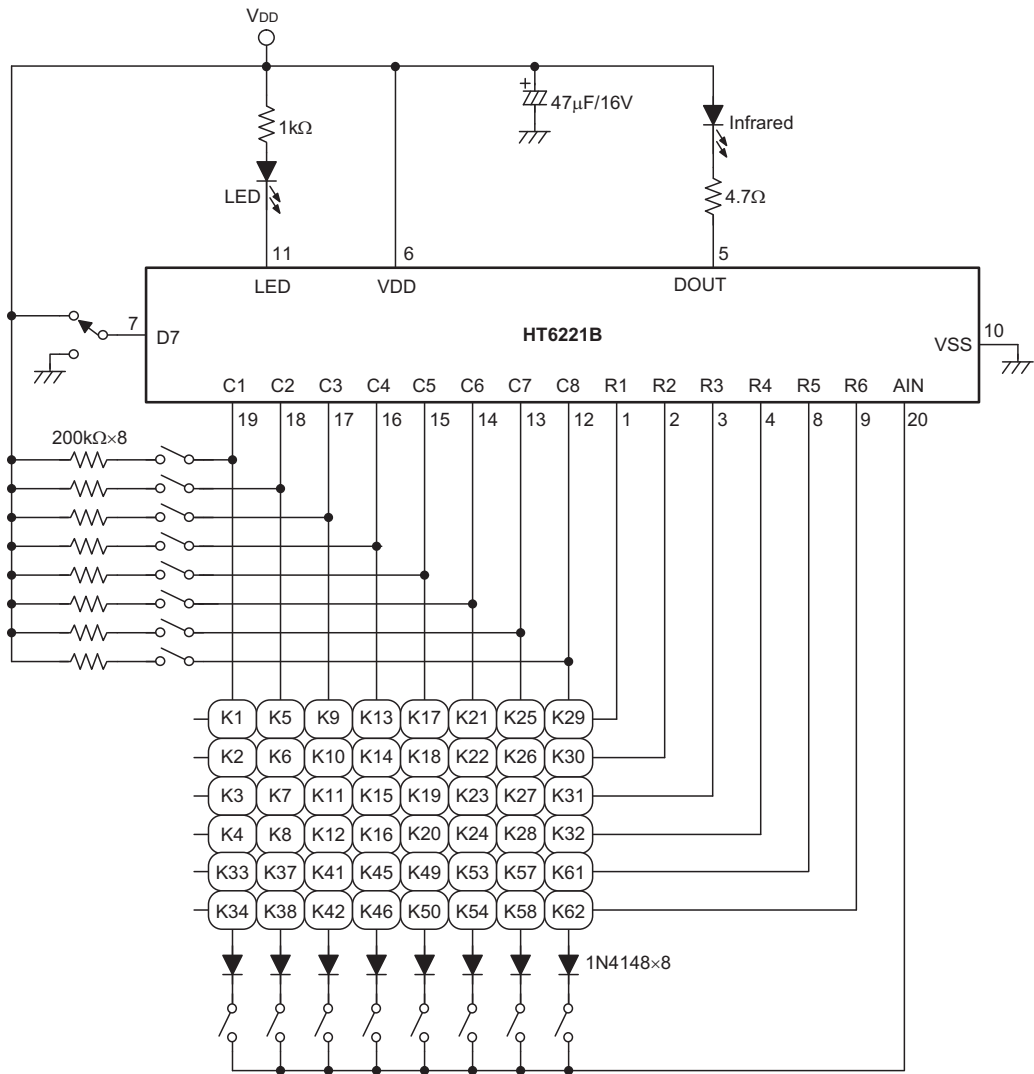 VDD
+
47μF/16V
1kΩ
Infrared
LED
4.7Ω
11 6 5
LED VDD DOUT
7 D7 HT6221B VSS 10
C1 C2 C3 C4 C5 C6 C7 C8 R1 R2 R3 R4 R5 R6 AIN
19 18 17 16 15 14 13 12 1 2 3 4 8 9 20
200kΩ×8
K1 K5 K9 K13 K17 K21 K25 K29
K2 K6 K10 K14 K18 K22 K26 K30
K3 K7 K11 K15 K19 K23 K27 K31
K4 K8 K12 K16 K20 K24 K28 K32
K33 K37 K41 K45 K49 K53 K57 K61
K34 K38 K42 K46 K50 K54 K58 K62
1N4148×8